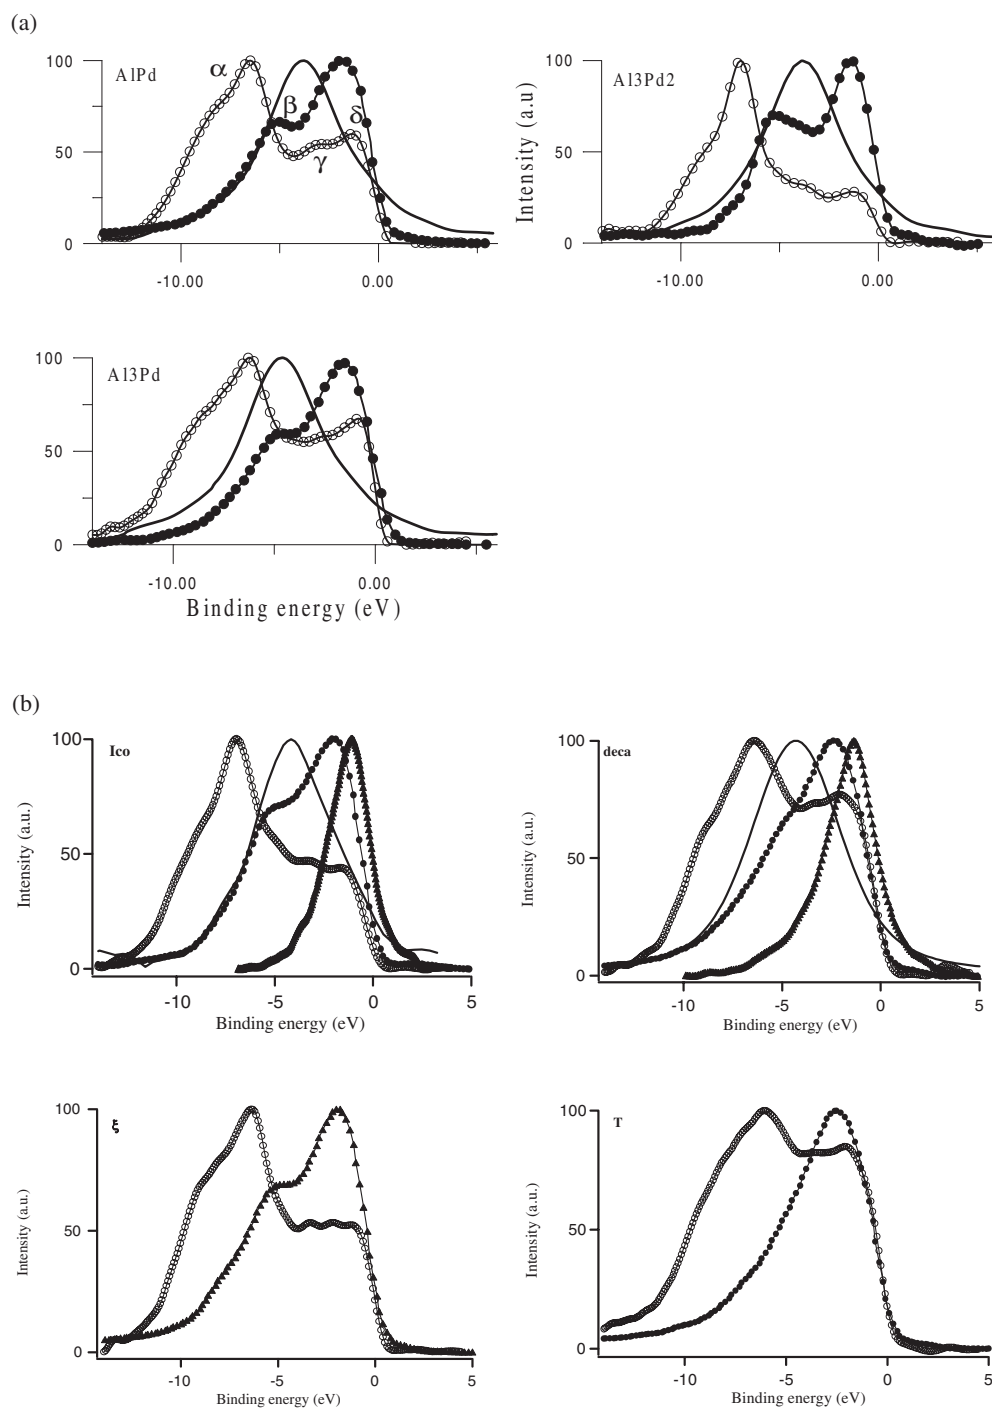 (a)
100
AlPd
α
β
γ
δ
50
0
-10.00
0.00
100
Al3Pd2
Intensity (a.u)
50
0
-10.00
0.00
100
Al3Pd
50
0
-10.00
0.00
Binding energy (eV)
(b)
100
Ico
Intensity (a.u.)
50
0
-10
-5
0
5
Binding energy (eV)
100
deca
Intensity (a.u.)
50
0
-10
-5
0
5
Binding energy (eV)
100
ξ
Intensity (a.u.)
50
0
-10
-5
0
5
Binding energy (eV)
100
T
Intensity (a.u.)
50
0
-10
-5
0
5
Binding energy (eV)